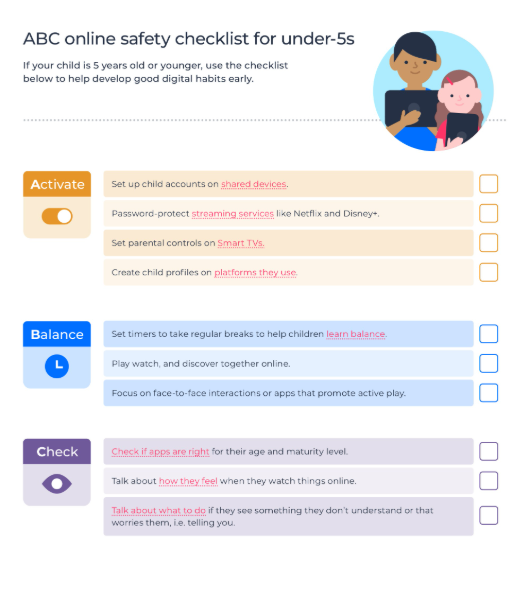 ABC online safety checklist for under-5s
If your child is 5 years old or younger, use the checklist
below to help develop good digital habits early.
Activate
Set up child accounts on shared devices.
Password-protect streaming services like Netflix and Disney+.
Set parental controls on Smart TVs.
Create child profiles on platforms they use.
Balance
Set timers to take regular breaks to help children learn balance.
Play watch, and discover together online.
Focus on face-to-face interactions or apps that promote active play.
Check
Check if apps are right for their age and maturity level.
Talk about how they feel when they watch things online.
Talk about what to do if they see something they don't understand or that
worries them, i.e. telling you.